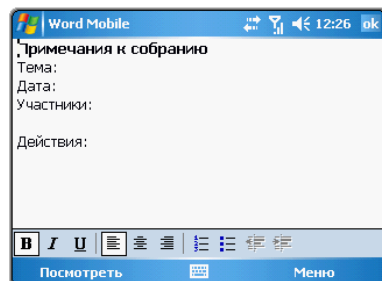 Word Mobile 12:26 ok
Примечания к собранию
Тема:
Дата:
Участники:
Действия:
B I U
Посмотреть Меню